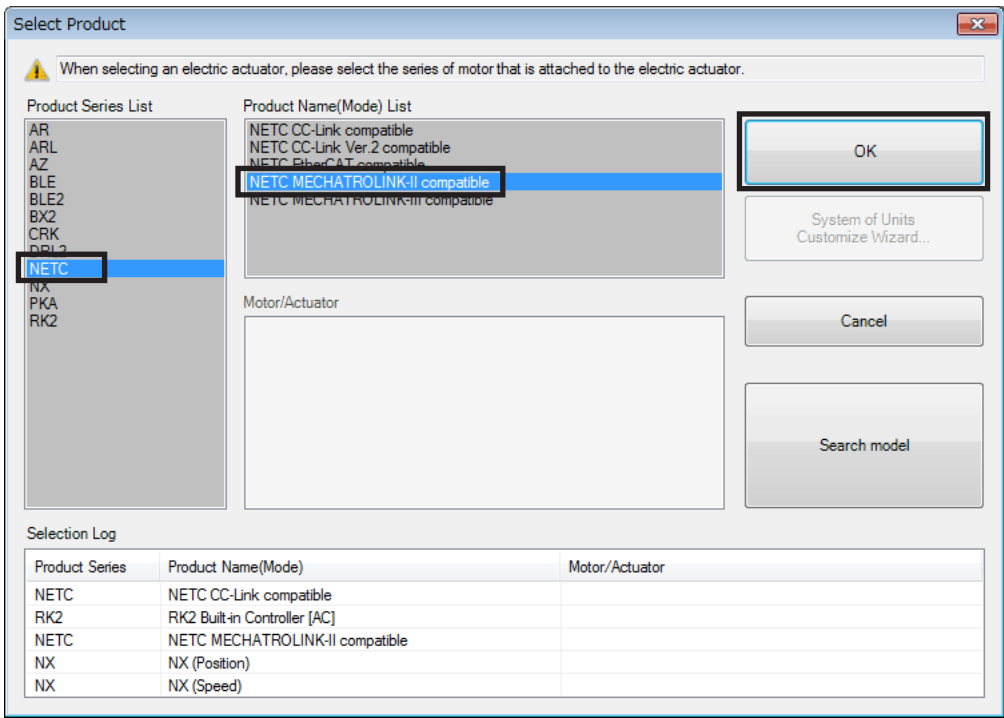 Select Product
When selecting an electric actuator, please select the series of motor that is attached to the electric actuator.
Product Series List
AR
ARL
AZ
BLE
BLE2
BX2
CRK
DRL2
NETC
NX
PKA
RK2
Product Name(Mode) List
NETC CC-Link compatible
NETC CC-Link Ver.2 compatible
NETC EtherCAT compatible
NETC MECHATROLINK-II compatible
NETC MECHATROLINK-III compatible
Motor/Actuator
OK
System of Units
Customize Wizard...
Cancel
Search model
Selection Log
Product Series Product Name(Mode) Motor/Actuator
NETC NETC CC-Link compatible
RK2 RK2 Built-in Controller [AC]
NETC NETC MECHATROLINK-II compatible
NX NX (Position)
NX NX (Speed)